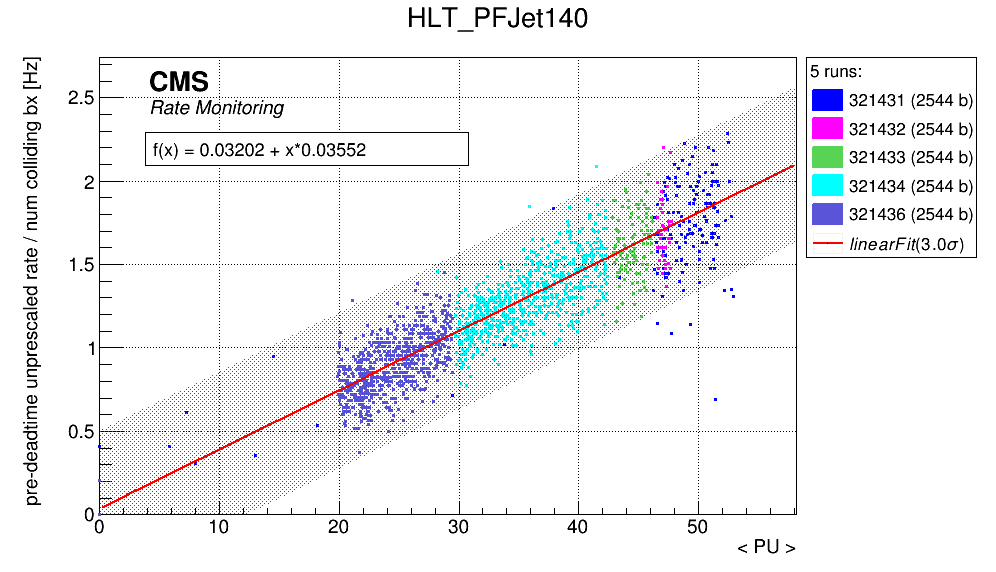 HLT_PFJet140
pre-deadtime unprescaled rate / num colliding bx [Hz]
CMS
Rate Monitoring
f(x) = 0.03202 + x*0.03552
2.5
2
1.5
1
0.5
0
0 10 20 30 40 50
< PU >
5 runs:
321431 (2544 b)
321432 (2544 b)
321433 (2544 b)
321434 (2544 b)
321436 (2544 b)
linearFit(3.0σ)